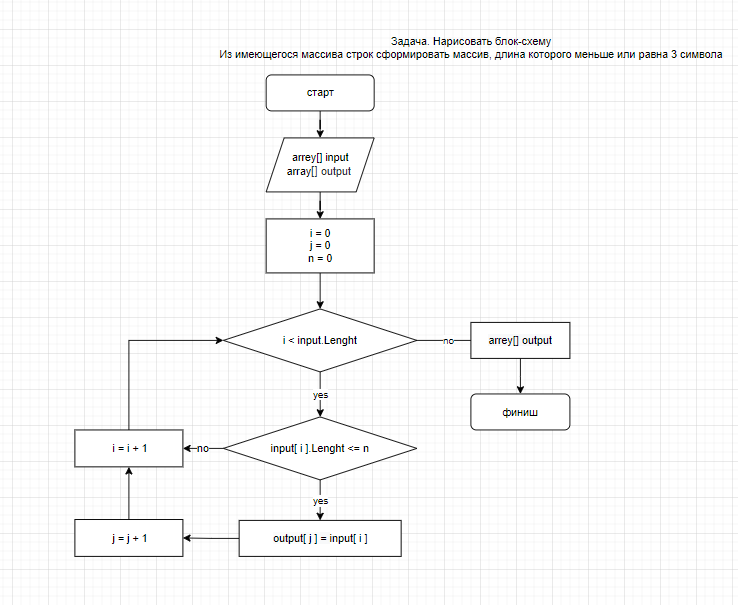 Задача. Нарисовать блок-схему
Из имеющегося массива строк сформировать массив, длина которого меньше или равна 3 символа
старт
arrey[] input
array[] output
i = 0
j = 0
n = 0
i < input.Lenght
no
arrey[] output
yes
финиш
i = i + 1
no
input[ i ].Lenght <= n
yes
j = j + 1
output[ j ] = input[ i ]